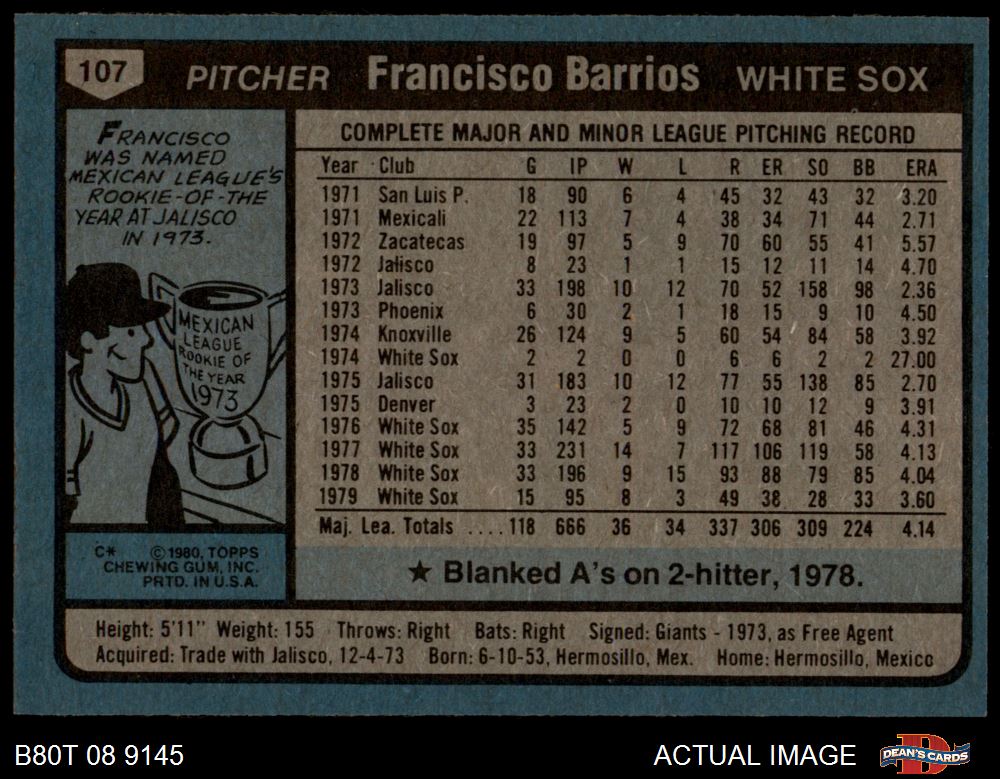 107 PITCHER Francisco Barrios WHITE SOX
FRANCISCO
WAS NAMED
MEXICAN LEAGUE'S
ROOKIE-OF-THE
YEAR AT JALISCO
IN 1973.
MEXICAN
LEAGUE
ROOKIE OF
THE YEAR
1973
C* ©1980, TOPPS
CHEWING GUM, INC.
PRTD. IN U.S.A.
COMPLETE MAJOR AND MINOR LEAGUE PITCHING RECORD
Year Club G IP W L R ER SO BB ERA
1971 San Luis P. 18 90 6 4 45 32 43 32 3.20
1971 Mexicali 22 113 7 4 38 34 71 44 2.71
1972 Zacatecas 19 97 5 9 70 60 55 41 5.57
1972 Jalisco 8 23 1 1 15 12 11 14 4.70
1973 Jalisco 33 198 10 12 70 52 158 98 2.36
1973 Phoenix 6 30 2 1 18 15 9 10 4.50
1974 Knoxville 26 124 9 5 60 54 84 58 3.92
1974 White Sox 2 2 0 0 6 6 2 2 27.00
1975 Jalisco 31 183 10 12 77 55 138 85 2.70
1975 Denver 3 23 2 0 10 10 12 9 3.91
1976 White Sox 35 142 5 9 72 68 81 46 4.31
1977 White Sox 33 231 14 7 117 106 119 58 4.13
1978 White Sox 33 196 9 15 93 88 79 85 4.04
1979 White Sox 15 95 8 3 49 38 28 33 3.60
Maj. Lea. Totals ....118 666 36 34 337 306 309 224 4.14
★ Blanked A's on 2-hitter, 1978.
Height: 5'11" Weight: 155 Throws: Right Bats: Right Signed: Giants - 1973, as Free Agent
Acquired: Trade with Jalisco, 12-4-73 Born: 6-10-53, Hermosillo, Mex. Home: Hermosillo, Mexico
B80T 08 9145 ACTUAL IMAGE DEAN'S CARDS